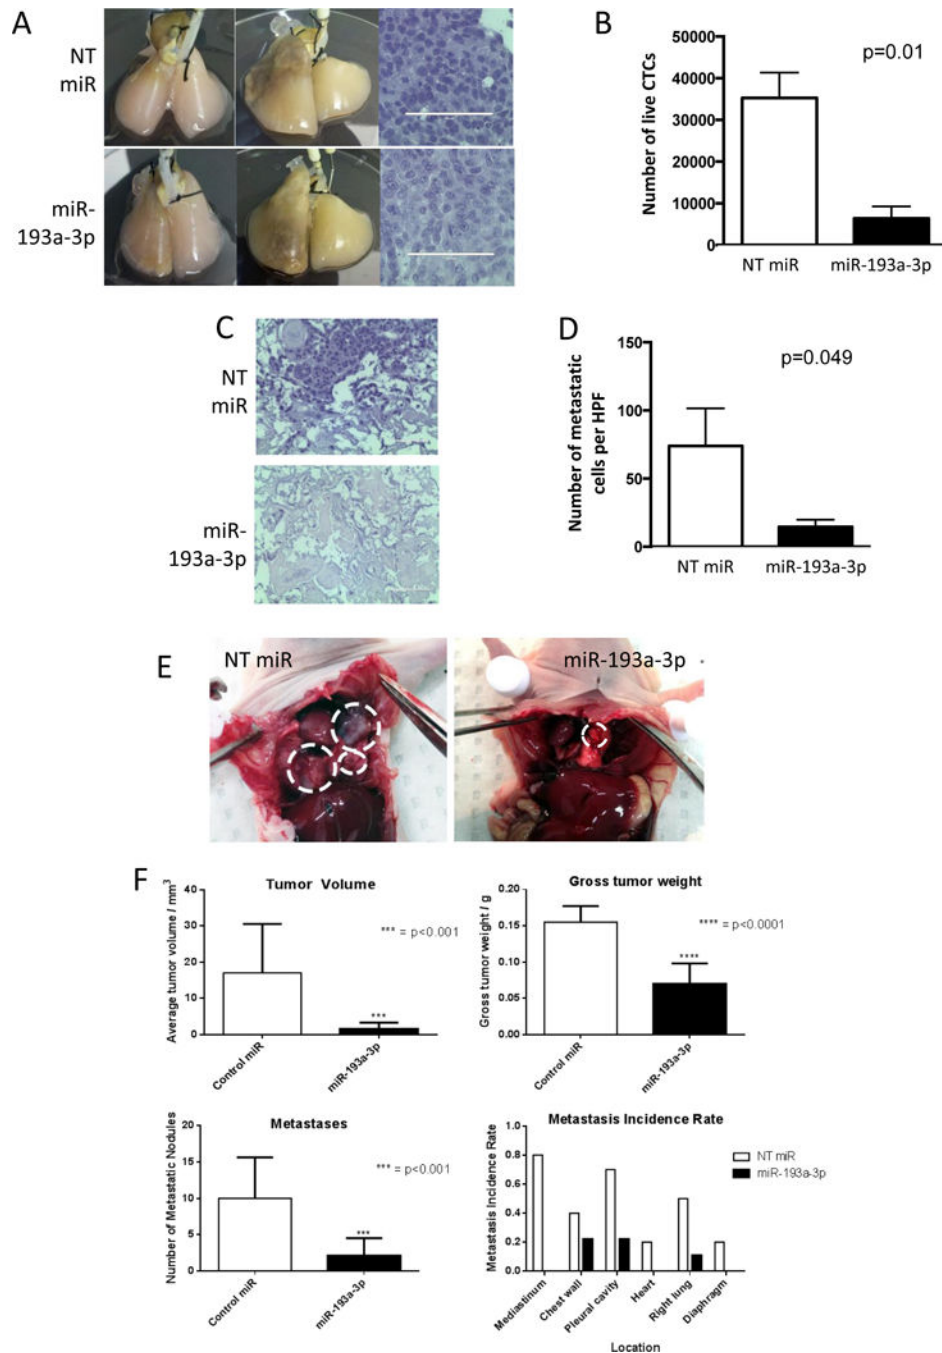 A
NT
miR
miR-
193a-3p
B
Number of live CTCs
50000
40000
30000
20000
10000
0
p=0.01
NT miR
miR-193a-3p
C
NT
miR
miR-
193a-3p
D
Number of metastatic
cells per HPF
150
100
50
0
p=0.049
NT miR
miR-193a-3p
E
NT miR
miR-193a-3p
F
Tumor Volume
Average tumor volume / mm³
40
30
20
10
0
*** = p<0.001
***
Control miR
miR-193a-3p
Gross tumor weight
Gross tumor weight / g
0.20
0.15
0.10
0.05
0.00
**** = p<0.0001
****
Control miR
miR-193a-3p
Metastases
Number of Metastatic Nodules
20
15
10
5
0
*** = p<0.001
***
Control miR
miR-193a-3p
Metastasis Incidence Rate
Metastasis Incidence Rate
1.0
0.8
0.6
0.4
0.2
0.0
NT miR
miR-193a-3p
Mediastinum
Chest wall
Pleural cavity
Heart
Right lung
Diaphragm
Location